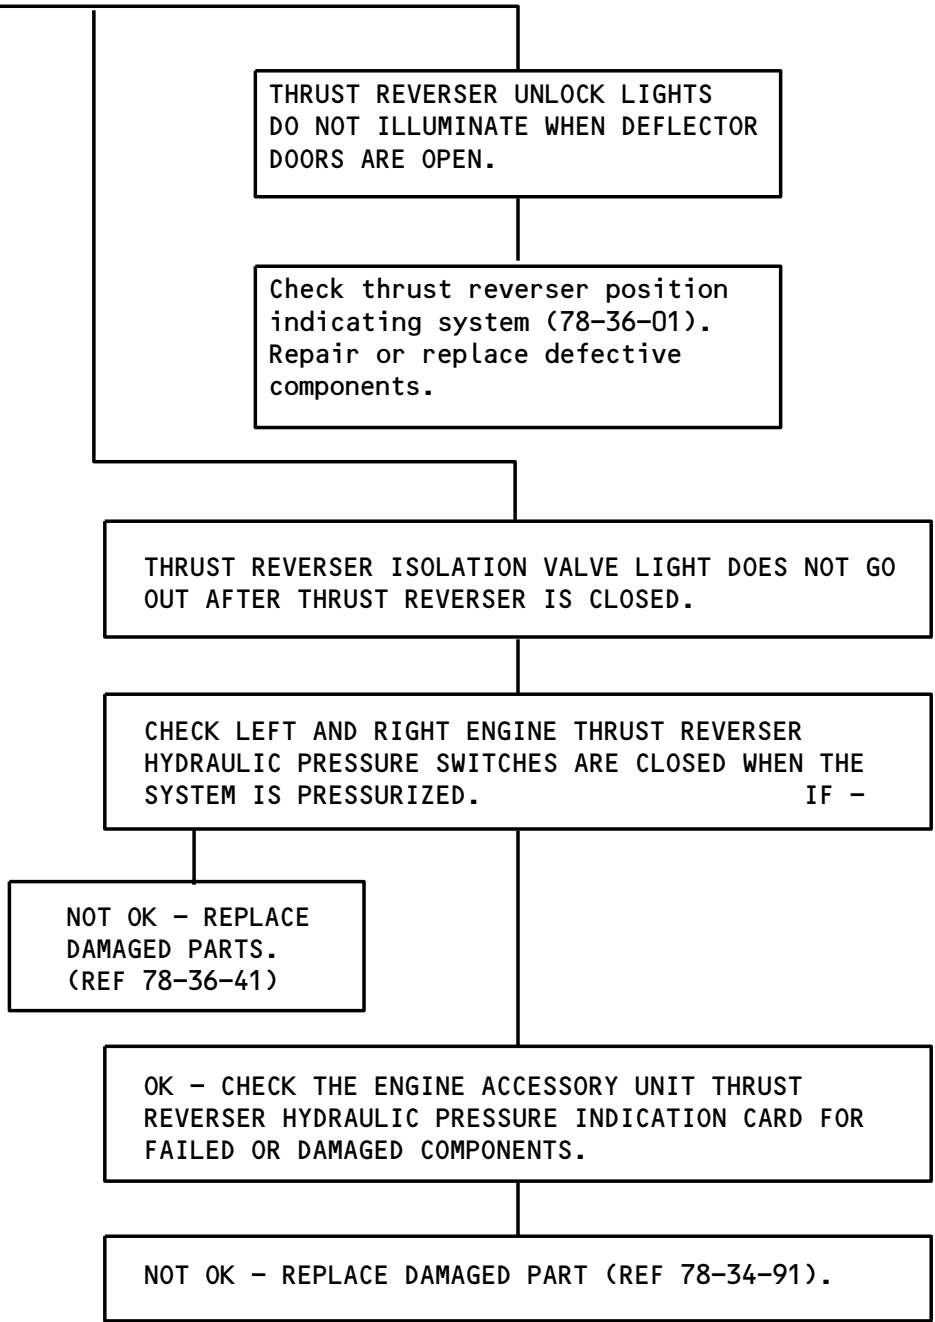 THRUST REVERSER UNLOCK LIGHTS
DO NOT ILLUMINATE WHEN DEFLECTOR
DOORS ARE OPEN.
Check thrust reverser position
indicating system (78-36-01).
Repair or replace defective
components.
THRUST REVERSER ISOLATION VALVE LIGHT DOES NOT GO
OUT AFTER THRUST REVERSER IS CLOSED.
CHECK LEFT AND RIGHT ENGINE THRUST REVERSER
HYDRAULIC PRESSURE SWITCHES ARE CLOSED WHEN THE
SYSTEM IS PRESSURIZED. IF -
NOT OK - REPLACE
DAMAGED PARTS.
(REF 78-36-41)
OK - CHECK THE ENGINE ACCESSORY UNIT THRUST
REVERSER HYDRAULIC PRESSURE INDICATION CARD FOR
FAILED OR DAMAGED COMPONENTS.
NOT OK - REPLACE DAMAGED PART (REF 78-34-91).